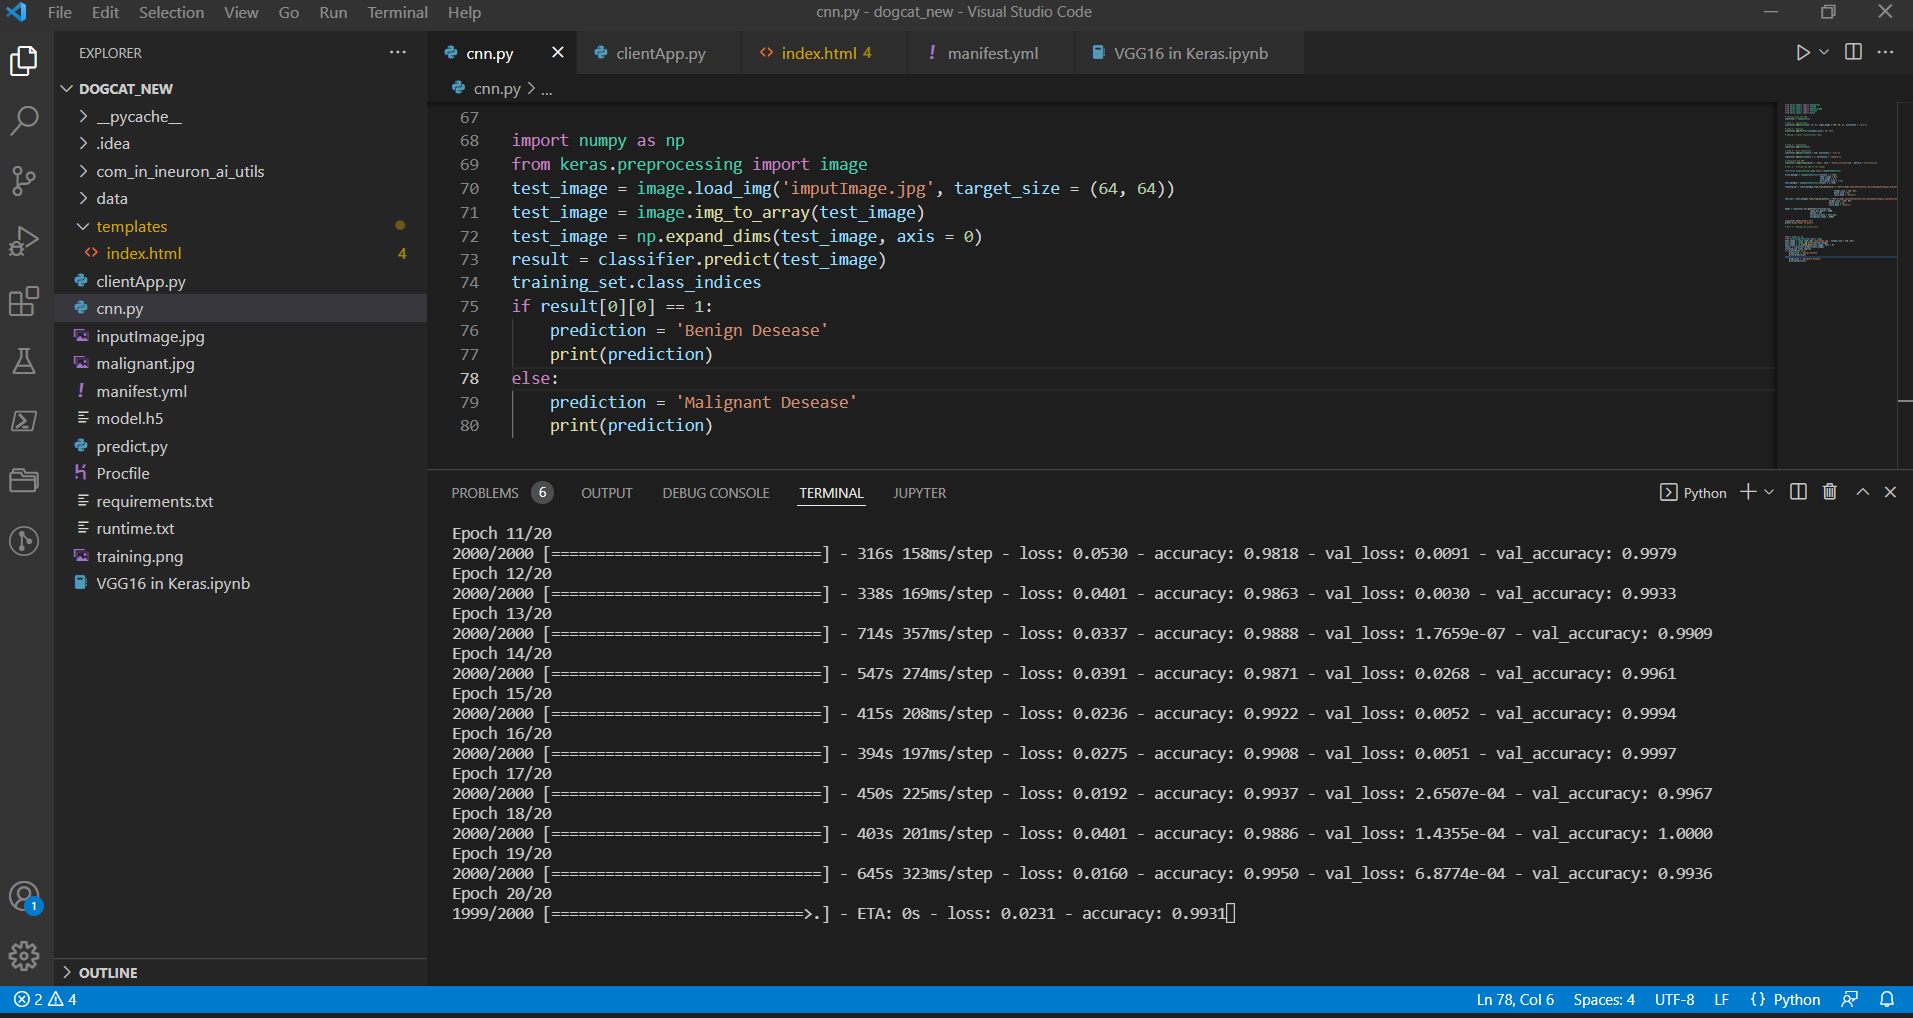 File Edit Selection View Go Run Terminal Help
cnn.py - dogcat_new - Visual Studio Code
EXPLORER
DOGCAT_NEW
__pycache__
.idea
com_in_ineuron_ai_utils
data
templates
index.html 4
clientApp.py
cnn.py
inputImage.jpg
malignant.jpg
manifest.yml
model.h5
predict.py
Procfile
requirements.txt
runtime.txt
training.png
VGG16 in Keras.ipynb
OUTLINE
1
cnn.py
clientApp.py
index.html 4
manifest.yml
VGG16 in Keras.ipynb
cnn.py > ...
67
68 import numpy as np
69 from keras.preprocessing import image
70 test_image = image.load_img('imputImage.jpg', target_size = (64, 64))
71 test_image = image.img_to_array(test_image)
72 test_image = np.expand_dims(test_image, axis = 0)
73 result = classifier.predict(test_image)
74 training_set.class_indices
75 if result[0][0] == 1:
76 prediction = 'Benign Desease'
77 print(prediction)
78 else:
79 prediction = 'Malignant Desease'
80 print(prediction)
PROBLEMS 6 OUTPUT DEBUG CONSOLE TERMINAL JUPYTER
Python
Epoch 11/20
2000/2000 [==============================] - 316s 158ms/step - loss: 0.0530 - accuracy: 0.9818 - val_loss: 0.0091 - val_accuracy: 0.9979
Epoch 12/20
2000/2000 [==============================] - 338s 169ms/step - loss: 0.0401 - accuracy: 0.9863 - val_loss: 0.0030 - val_accuracy: 0.9933
Epoch 13/20
2000/2000 [==============================] - 714s 357ms/step - loss: 0.0337 - accuracy: 0.9888 - val_loss: 1.7659e-07 - val_accuracy: 0.9909
Epoch 14/20
2000/2000 [==============================] - 547s 274ms/step - loss: 0.0391 - accuracy: 0.9871 - val_loss: 0.0268 - val_accuracy: 0.9961
Epoch 15/20
2000/2000 [==============================] - 415s 208ms/step - loss: 0.0236 - accuracy: 0.9922 - val_loss: 0.0052 - val_accuracy: 0.9994
Epoch 16/20
2000/2000 [==============================] - 394s 197ms/step - loss: 0.0275 - accuracy: 0.9908 - val_loss: 0.0051 - val_accuracy: 0.9997
Epoch 17/20
2000/2000 [==============================] - 450s 225ms/step - loss: 0.0192 - accuracy: 0.9937 - val_loss: 2.6507e-04 - val_accuracy: 0.9967
Epoch 18/20
2000/2000 [==============================] - 403s 201ms/step - loss: 0.0401 - accuracy: 0.9886 - val_loss: 1.4355e-04 - val_accuracy: 1.0000
Epoch 19/20
2000/2000 [==============================] - 645s 323ms/step - loss: 0.0160 - accuracy: 0.9950 - val_loss: 6.8774e-04 - val_accuracy: 0.9936
Epoch 20/20
1999/2000 [============================>.] - ETA: 0s - loss: 0.0231 - accuracy: 0.9931
2 4
Ln 78, Col 6 Spaces: 4 UTF-8 LF {} Python